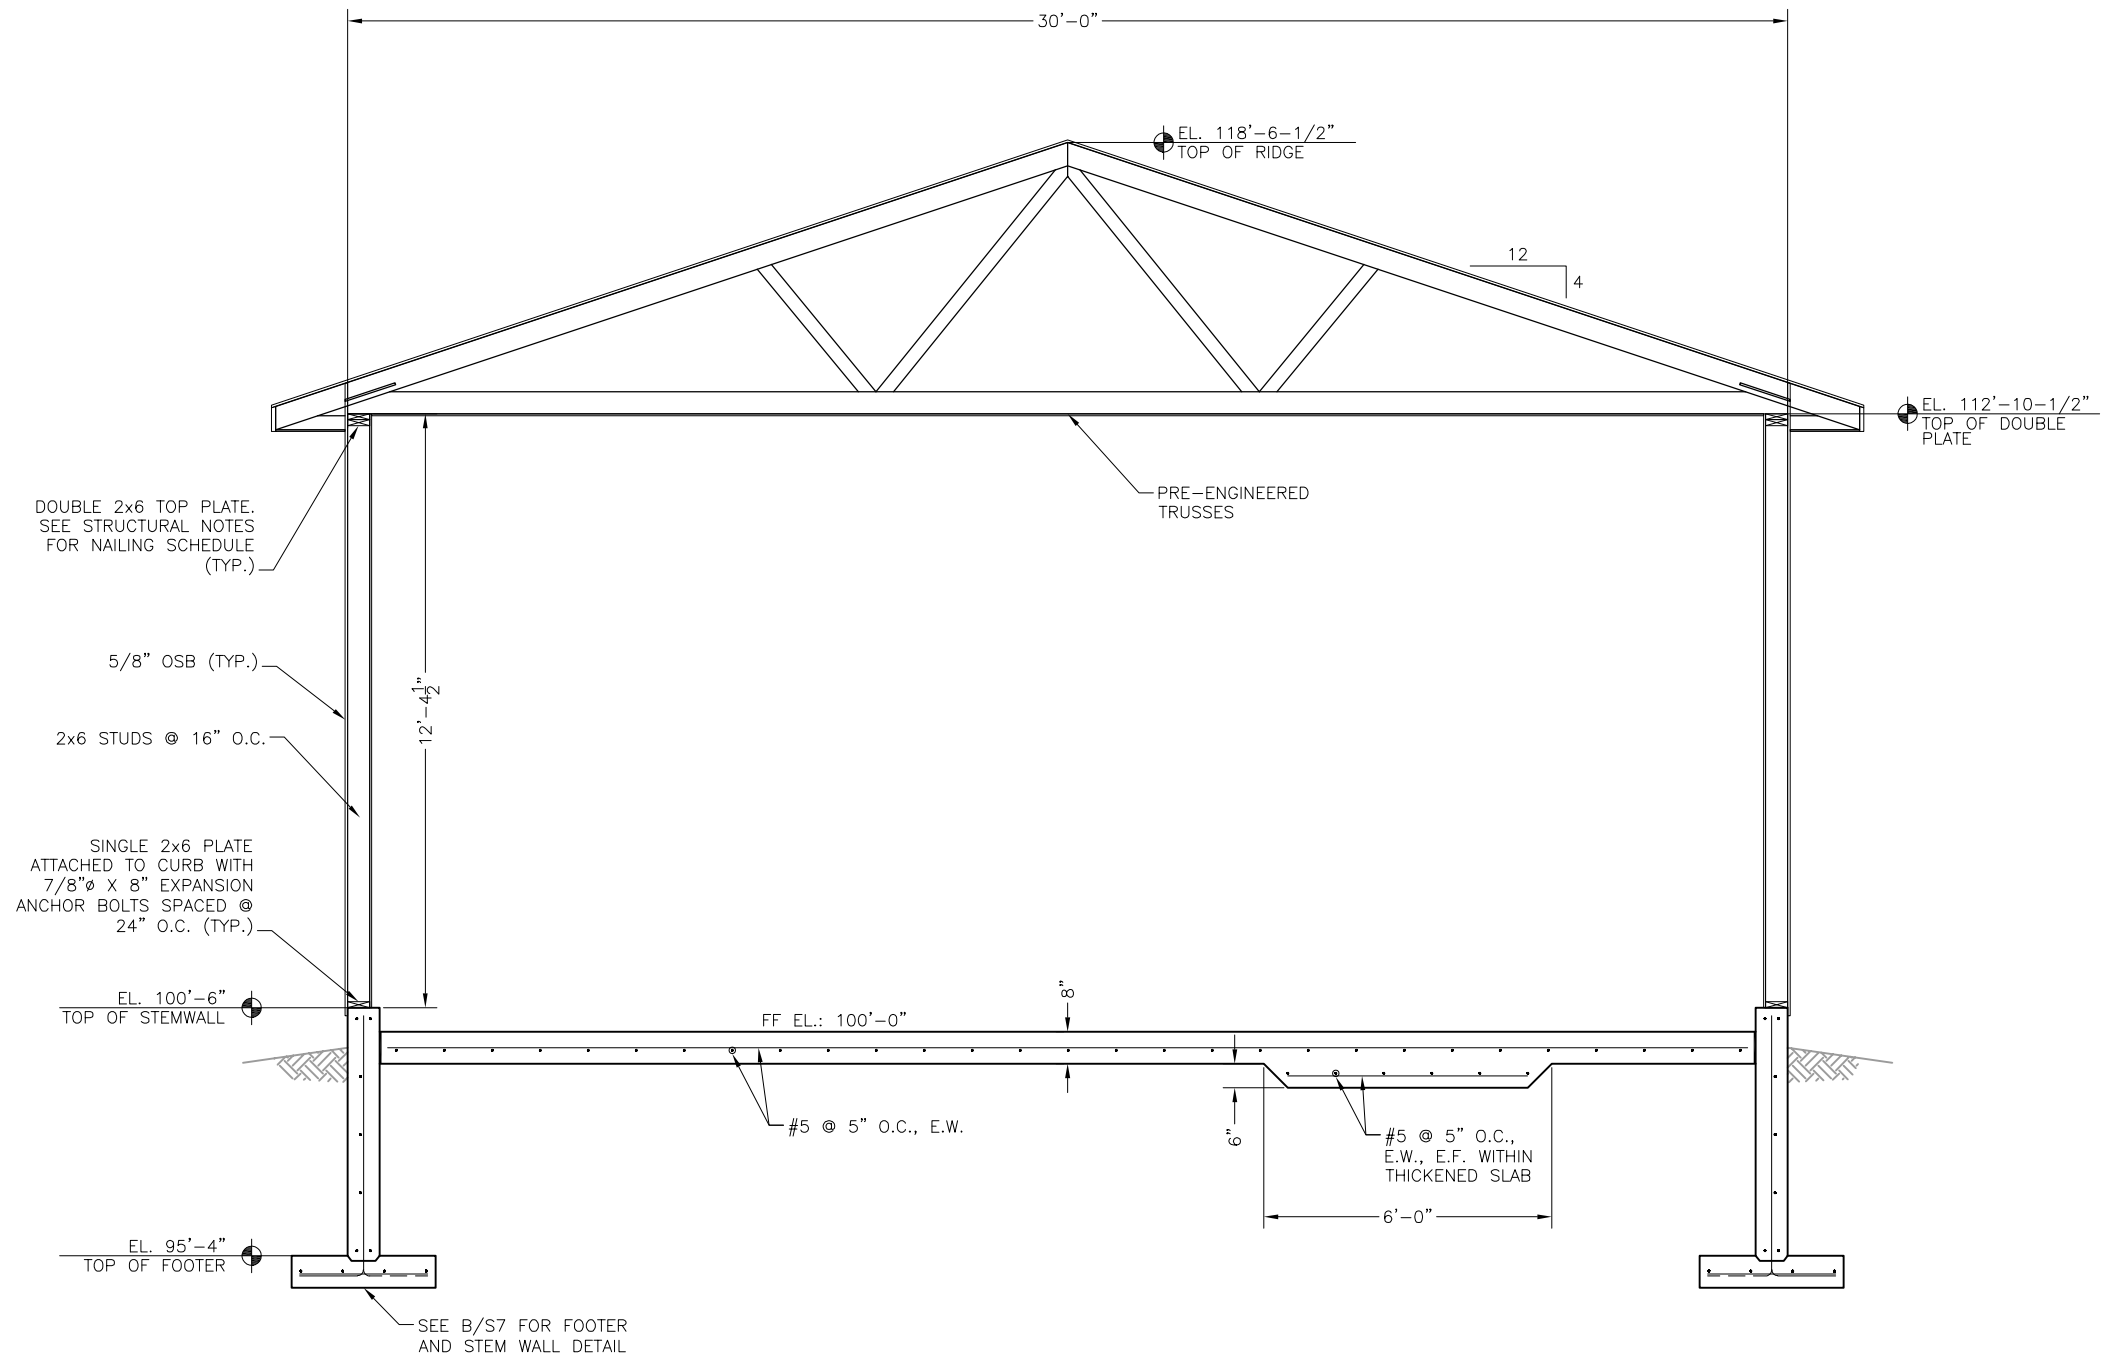 30'-0"
EL. 118'-6-1/2"
TOP OF RIDGE
12
4
EL. 112'-10-1/2"
TOP OF DOUBLE
PLATE
PRE-ENGINEERED
TRUSSES
DOUBLE 2x6 TOP PLATE.
SEE STRUCTURAL NOTES
FOR NAILING SCHEDULE
(TYP.)
5/8" OSB (TYP.)
12'-4 1/2"
2x6 STUDS @ 16" O.C.
SINGLE 2x6 PLATE
ATTACHED TO CURB WITH
7/8"ø X 8" EXPANSION
ANCHOR BOLTS SPACED @
24" O.C. (TYP.)
EL. 100'-6"
TOP OF STEMWALL
FF EL.: 100'-0"
8"
#5 @ 5" O.C., E.W.
6"
#5 @ 5" O.C.,
E.W., E.F. WITHIN
THICKENED SLAB
6'-0"
EL. 95'-4"
TOP OF FOOTER
SEE B/S7 FOR FOOTER
AND STEM WALL DETAIL